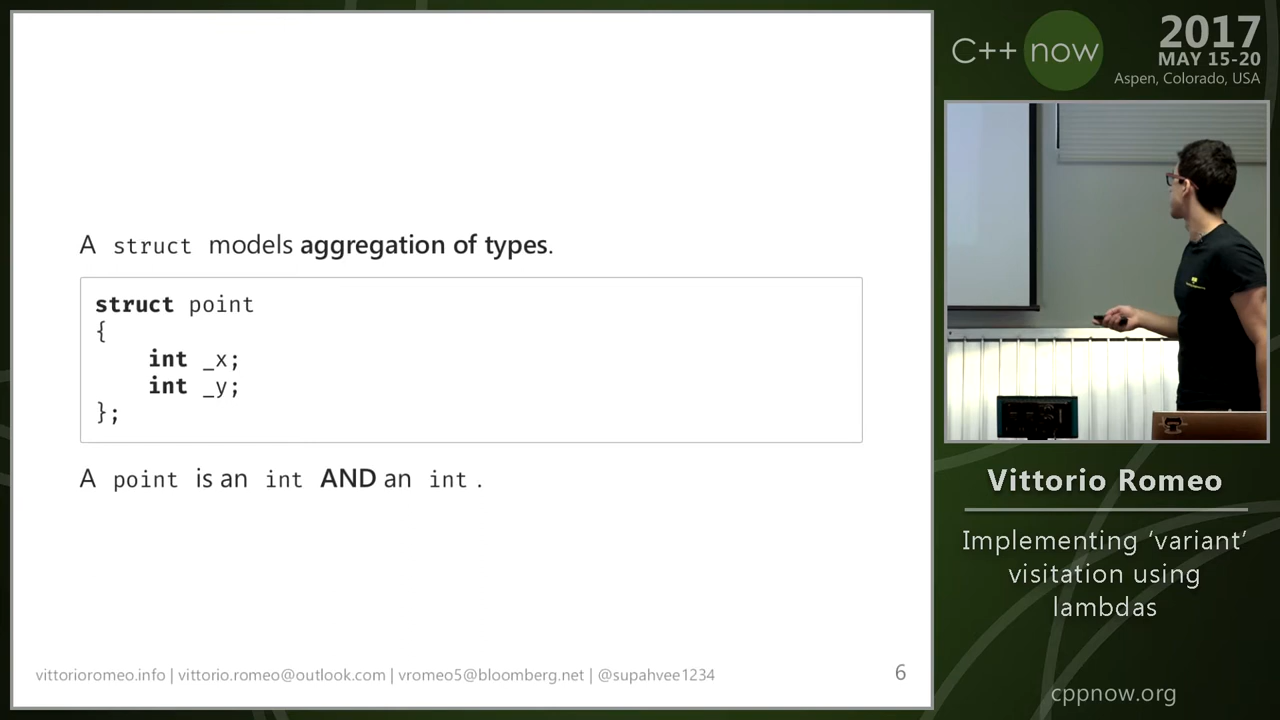 A struct models aggregation of types.
struct point
{
    int _x;
    int _y;
};
A point is an int AND an int .
vittorioromeo.info | vittorio.romeo@outlook.com | vromeo5@bloomberg.net | @supahvee1234
6
C++ now
2017
MAY 15-20
Aspen, Colorado, USA
Vittorio Romeo
Implementing ‘variant’
visitation using
lambdas
cppnow.org